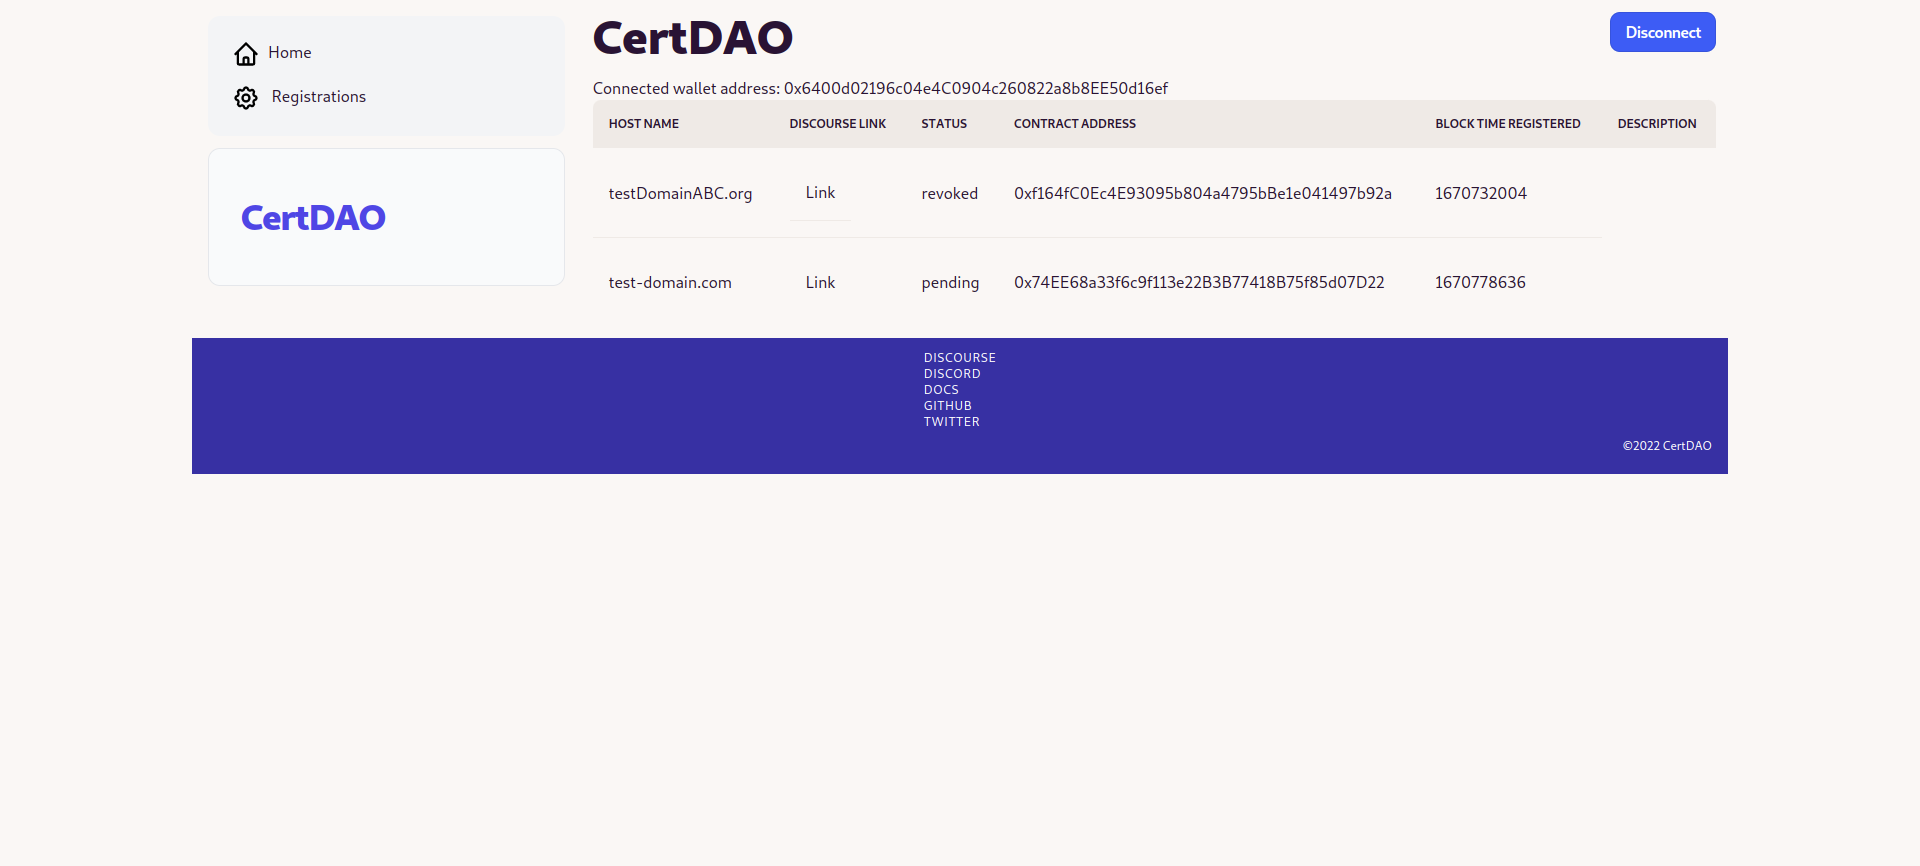 Home
Registrations
CertDAO
CertDAO
Disconnect
Connected wallet address: 0x6400d02196c04e4C0904c260822a8b8EE50d16ef
HOST NAME DISCOURSE LINK STATUS CONTRACT ADDRESS BLOCK TIME REGISTERED DESCRIPTION
testDomainABC.org Link revoked 0xf164fC0Ec4E93095b804a4795bBe1e041497b92a 1670732004
test-domain.com Link pending 0x74EE68a33f6c9f113e22B3B77418B75f85d07D22 1670778636
DISCOURSE
DISCORD
DOCS
GITHUB
TWITTER
©2022 CertDAO